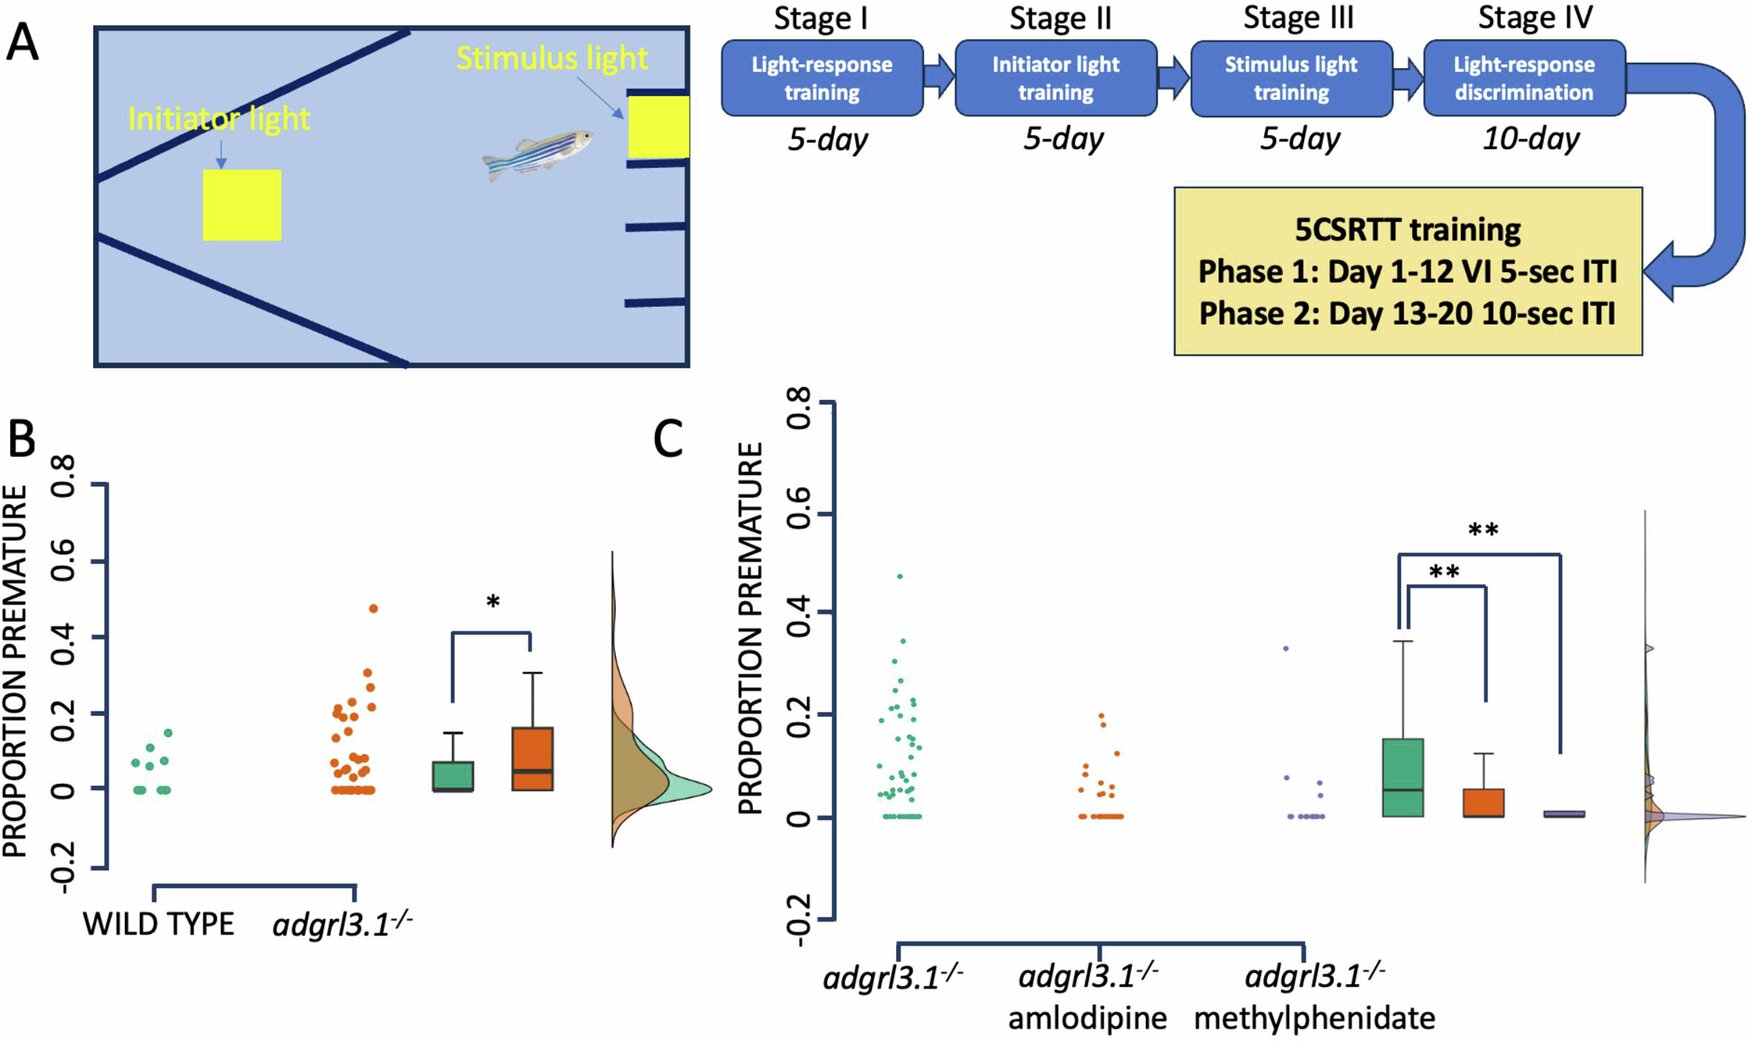 A
Stimulus light
Initiator light
Stage I
Stage II
Stage III
Stage IV
Light-response
training
Initiator light
training
Stimulus light
training
Light-response
discrimination
5-day
5-day
5-day
10-day
5CSRTT training
Phase 1: Day 1-12 VI 5-sec ITI
Phase 2: Day 13-20 10-sec ITI
B
PROPORTION PREMATURE
0.8
0.6
0.4
0.2
0
-0.2
*
WILD TYPE
adgrl3.1-/-
C
PROPORTION PREMATURE
0.8
0.6
0.4
0.2
0
-0.2
**
**
adgrl3.1-/-
adgrl3.1-/-
amlodipine
adgrl3.1-/-
methylphenidate